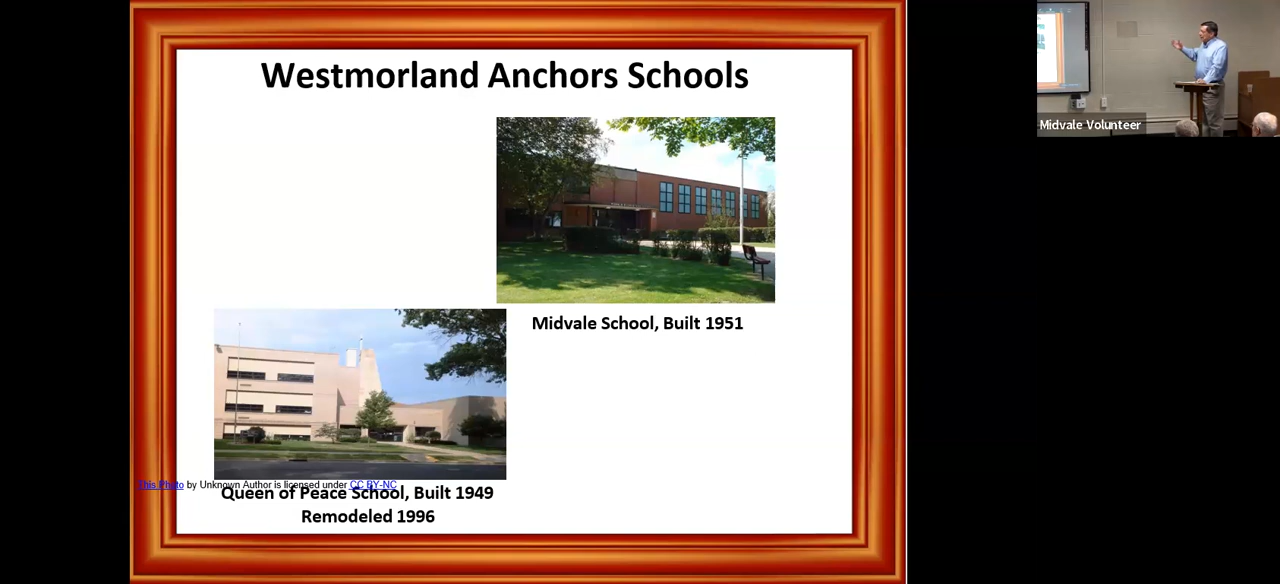 Westmorland Anchors Schools
Midvale Volunteer
Midvale School, Built 1951
This Photo by Unknown Author is licensed under CC BY-NC
Queen of Peace School, Built 1949
Remodeled 1996